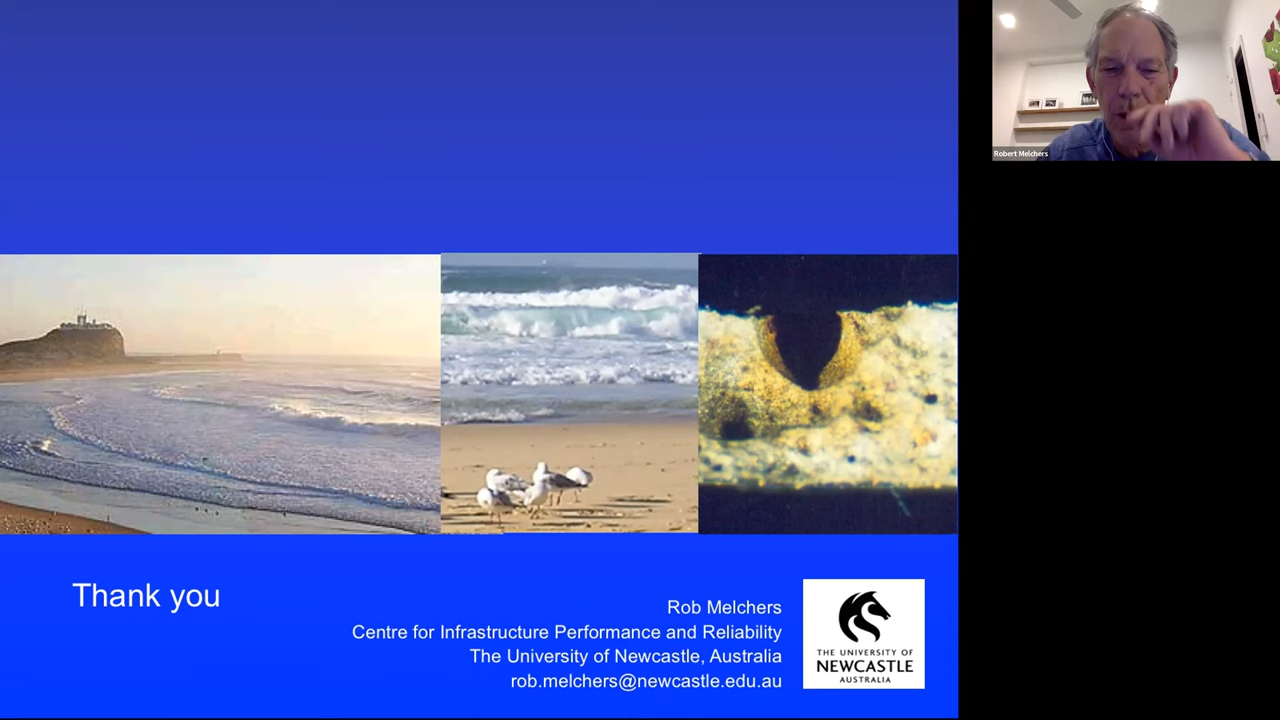 Robert Melchers
Thank you
Rob Melchers
Centre for Infrastructure Performance and Reliability
The University of Newcastle, Australia
rob.melchers@newcastle.edu.au
THE UNIVERSITY OF
NEWCASTLE
AUSTRALIA